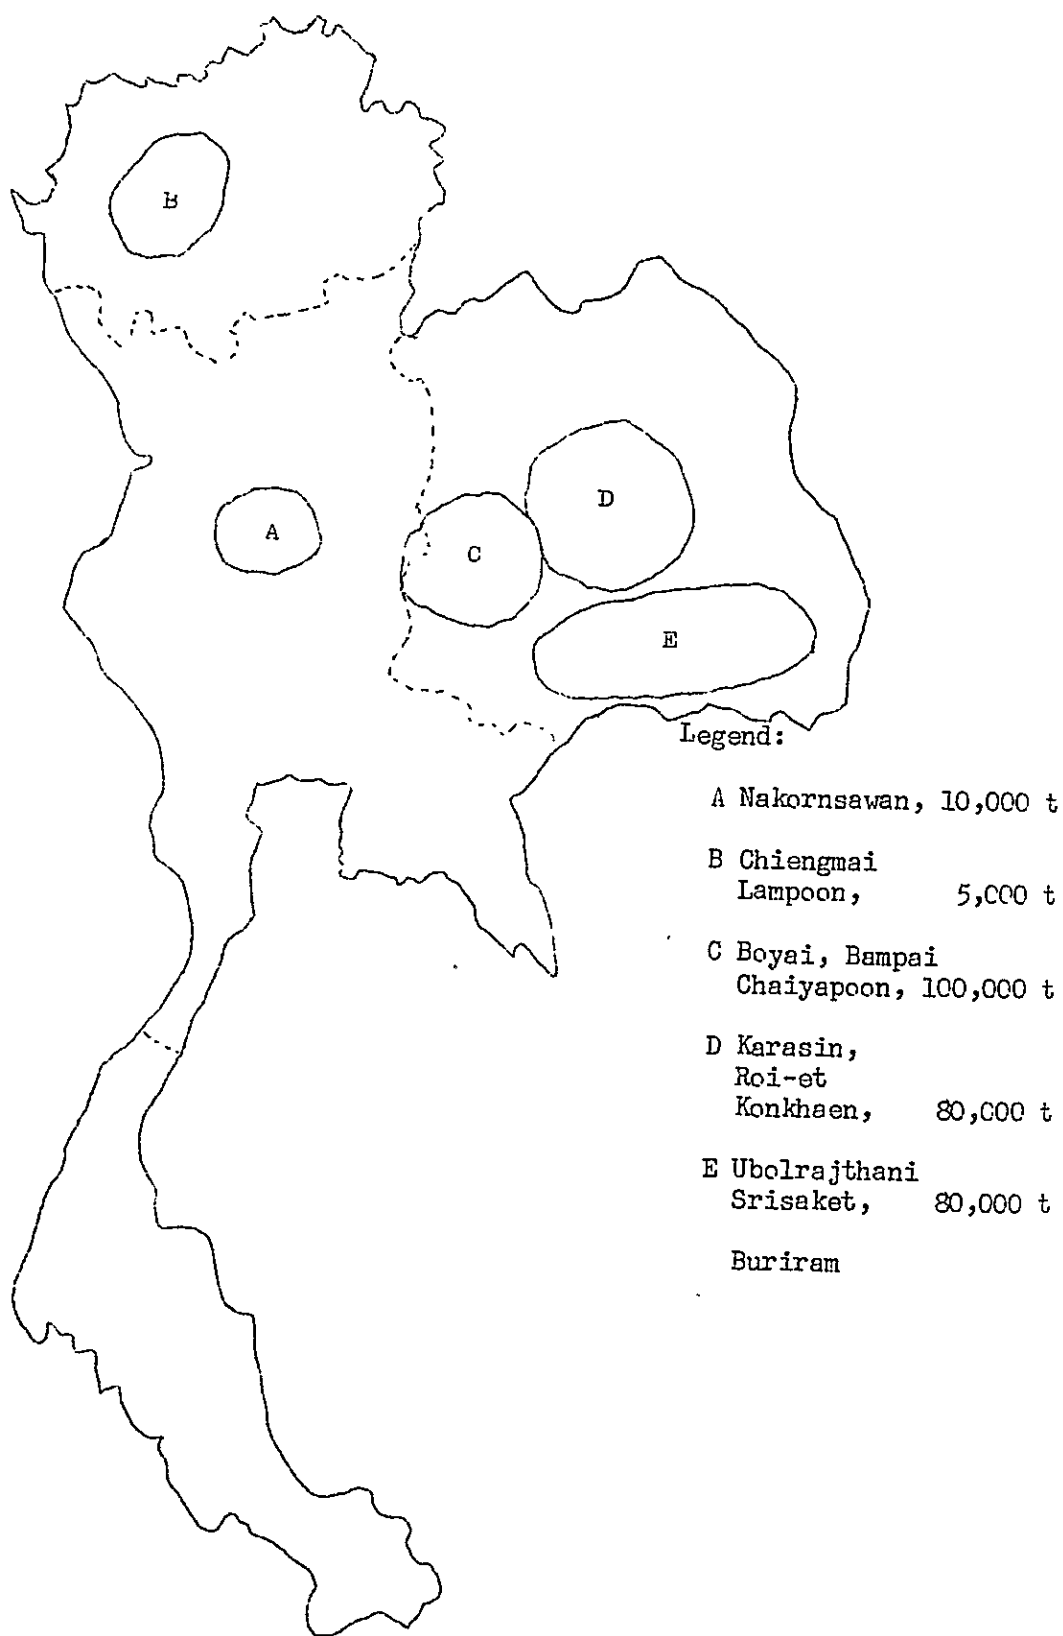 B
D
A
C
E
Legend:
A Nakornsawan, 10,000 t
B Chiengmai
Lampoon, 5,000 t
C Boyai, Bampai
Chaiyapoon, 100,000 t
D Karasin,
Roi-et
Konkhaen, 80,000 t
E Ubolrajthani
Srisaket, 80,000 t
Buriram